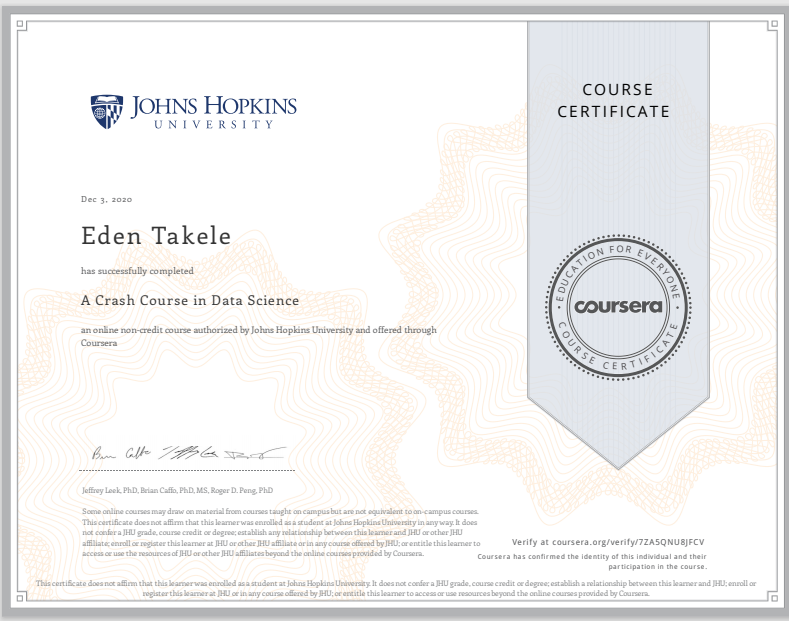 JOHNS HOPKINS
UNIVERSITY
COURSE
CERTIFICATE
Dec 3, 2020
Eden Takele
has successfully completed
A Crash Course in Data Science
an online non-credit course authorized by Johns Hopkins University and offered through
Coursera
EDUCATION FOR EVERYONE
coursera
COURSE CERTIFICATE
Jeffrey Leek, PhD, Brian Caffo, PhD, MS, Roger D. Peng, PhD
Some online courses may draw on material from courses taught on campus but are not equivalent to on-campus courses.
This certificate does not affirm that this learner was enrolled as a student at Johns Hopkins University in any way. It does
not confer a JHU grade, course credit or degree; establish any relationship between this learner and JHU or other JHU
affiliate; enroll or register this learner at JHU or other JHU affiliate or in any course offered by JHU; or entitle this learner to
access or use the resources of JHU or other JHU affiliates beyond the online courses provided by Coursera.
Verify at coursera.org/verify/7ZASQNU8JFCV
Coursera has confirmed the identity of this individual and their
participation in the course.
This certificate does not affirm that this learner was enrolled as a student at Johns Hopkins University. It does not confer a JHU grade, course credit or degree; establish a relationship between this learner and JHU; enroll or
register this learner at JHU or in any course offered by JHU; or entitle this learner to access or use resources beyond the online courses provided by Coursera.